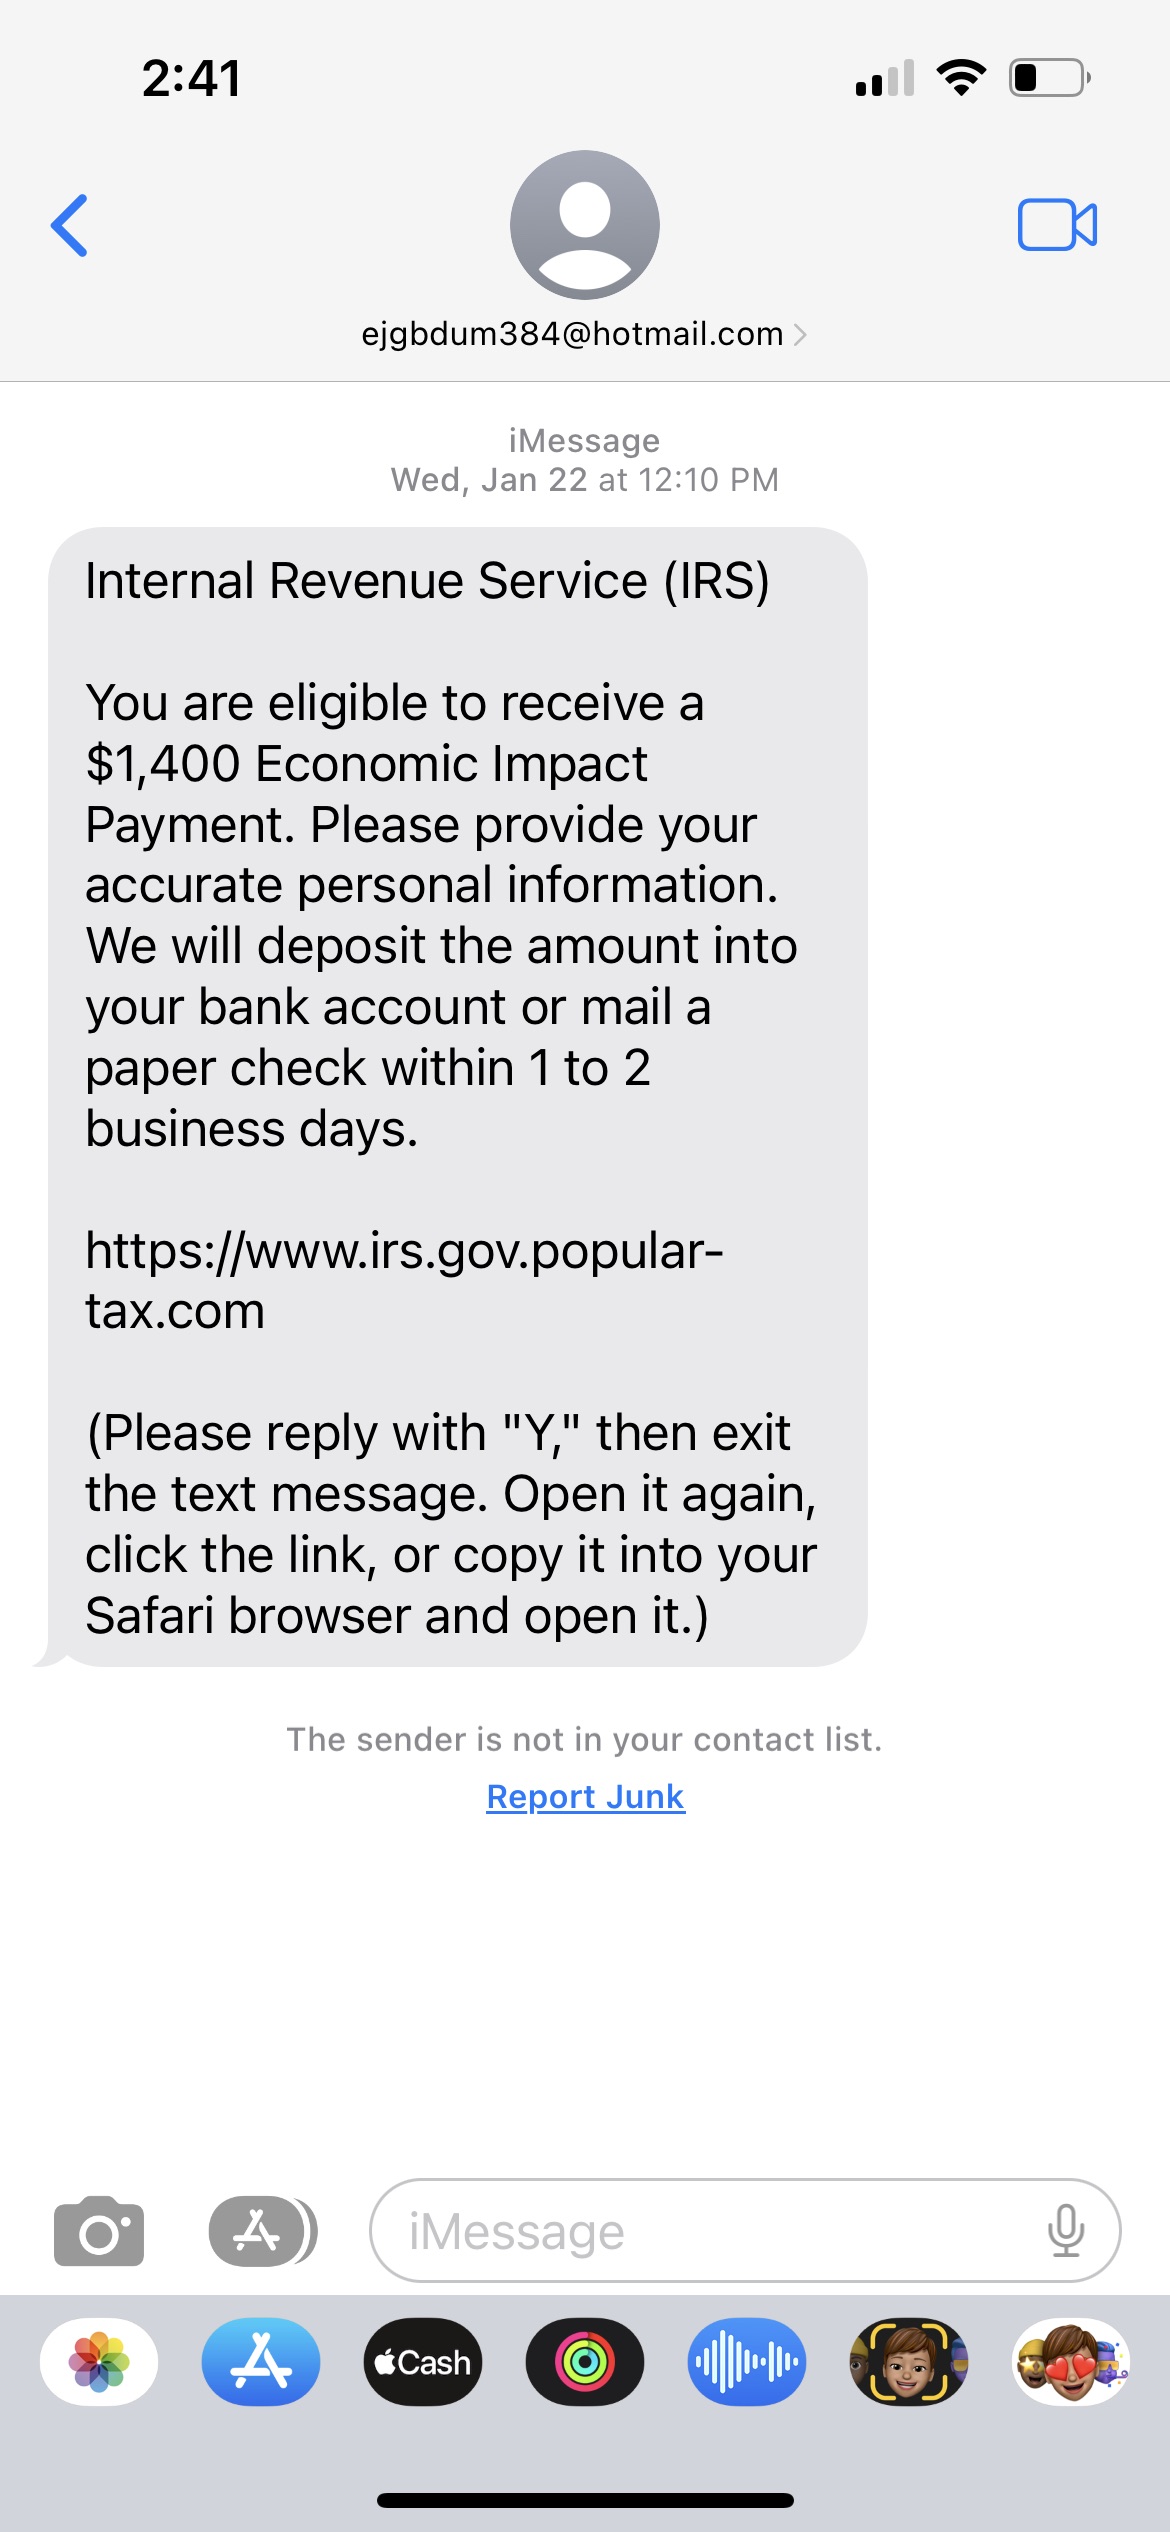 2:41
ejgbdum384@hotmail.com
iMessage
Wed, Jan 22 at 12:10 PM
Internal Revenue Service (IRS)
You are eligible to receive a
$1,400 Economic Impact
Payment. Please provide your
accurate personal information.
We will deposit the amount into
your bank account or mail a
paper check within 1 to 2
business days.
https://www.irs.gov.popular-
tax.com
(Please reply with "Y," then exit
the text message. Open it again,
click the link, or copy it into your
Safari browser and open it.)
The sender is not in your contact list.
Report Junk
iMessage
Cash